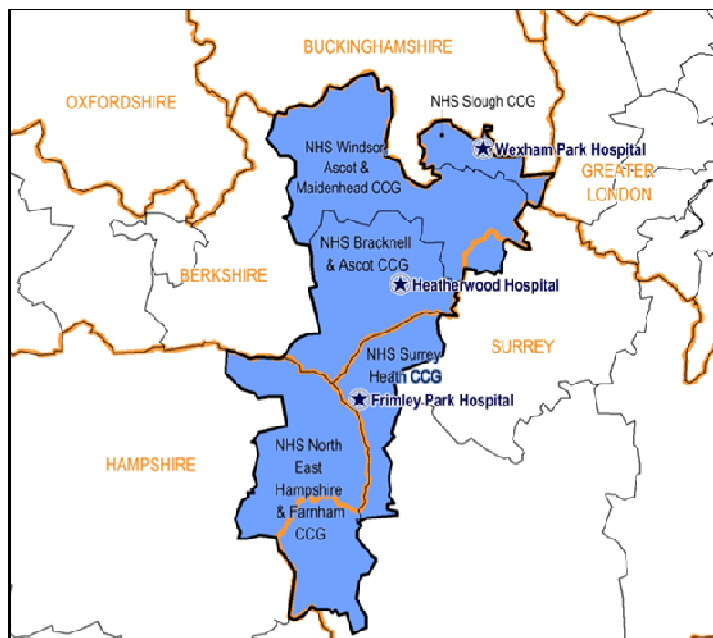 BUCKINGHAMSHIRE
OXFORDSHIRE
NHS Slough CCG
NHS Windsor,
Ascot &
Maidenhead CCG
Wexham Park Hospital
GREATER
LONDON
NHS Bracknell
& Ascot CCG
BERKSHIRE
Heatherwood Hospital
SURREY
NHS Surrey
Heath CCG
Frimley Park Hospital
HAMPSHIRE
NHS North
East
Hampshire
& Farnham
CCG